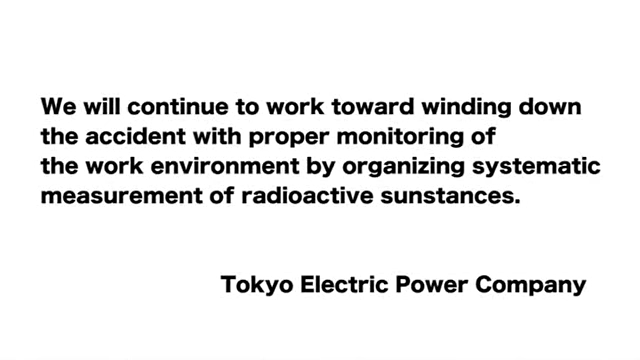 We will continue to work toward winding down
the accident with proper monitoring of
the work environment by organizing systematic
measurement of radioactive sunstances.
Tokyo Electric Power Company